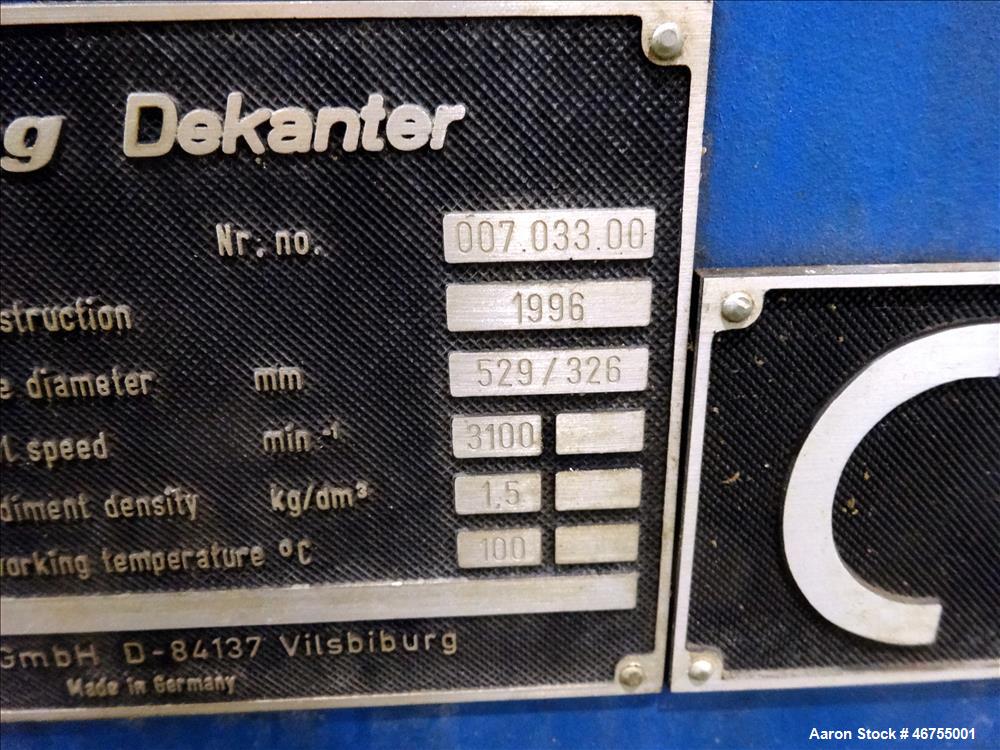 g Dekanter
Nr. no. 007.033.00
struction 1996
e diameter mm 529/326
speed min⁻¹ 3100
diment density kg/dm³ 1,5
orking temperature °C 100
GmbH D-84137 Vilsbiburg
Made in Germany
C
Aaron Stock # 46755001